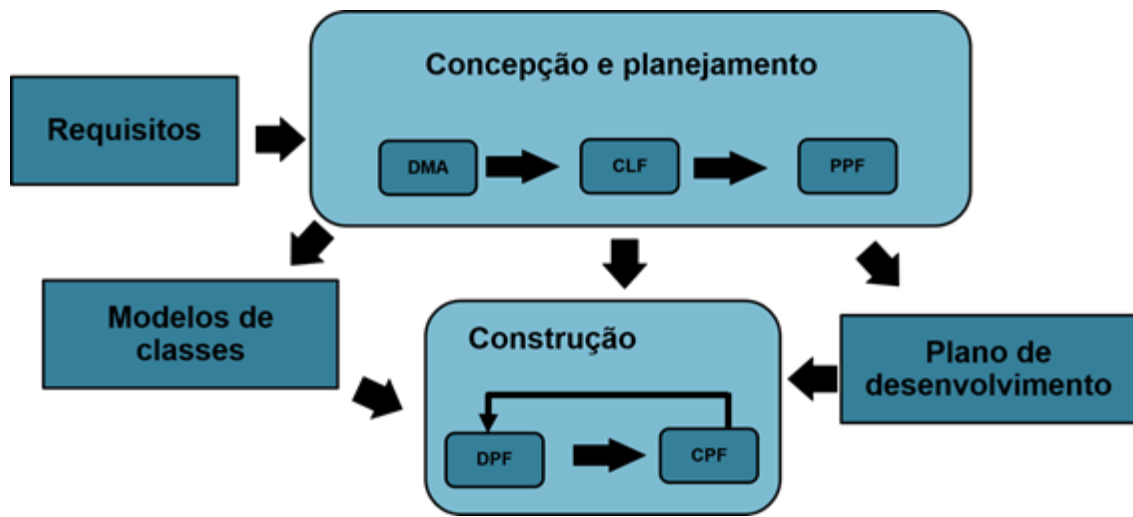 Concepção e planejamento
Requisitos
DMA
CLF
PPF
Modelos de
classes
Construção
Plano de
desenvolvimento
DPF
CPF